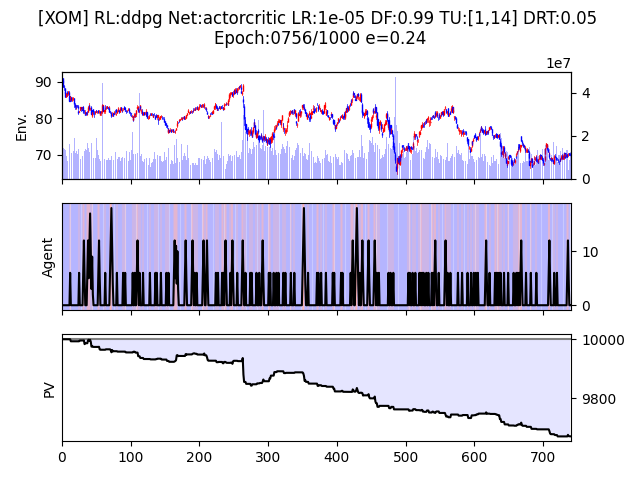 [XOM] RL:ddpg Net:actorcritic LR:1e-05 DF:0.99 TU:[1,14] DRT:0.05
Epoch:0756/1000 e=0.24
1e7
Env.
90
80
70
4
2
0
Agent
10
0
PV
10000
9800
0 100 200 300 400 500 600 700